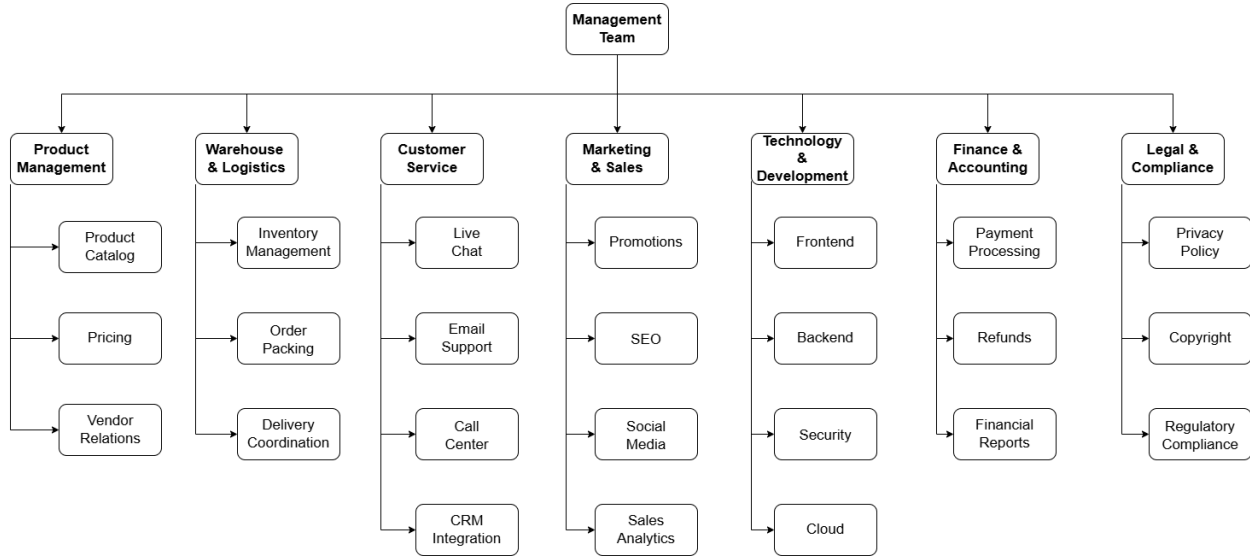 Management
Team
Product
Management
Warehouse
& Logistics
Customer
Service
Marketing
& Sales
Technology
&
Development
Finance &
Accounting
Legal &
Compliance
Product
Catalog
Inventory
Management
Live
Chat
Promotions
Frontend
Payment
Processing
Privacy
Policy
Pricing
Order
Packing
Email
Support
SEO
Backend
Refunds
Copyright
Vendor
Relations
Delivery
Coordination
Call
Center
Social
Media
Security
Financial
Reports
Regulatory
Compliance
CRM
Integration
Sales
Analytics
Cloud